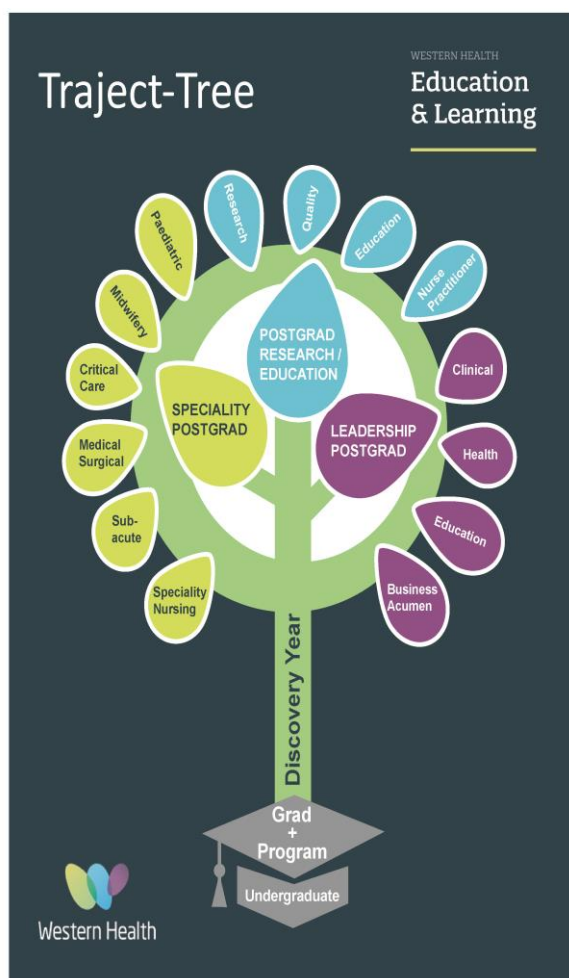 Traject-Tree
WESTERN HEALTH
Education
& Learning
Paediatric
Research
Quality
Education
Nurse
Practitioner
Midwifery
Critical
Care
Medical
Surgical
Sub-
acute
Speciality
Nursing
POSTGRAD
RESEARCH /
EDUCATION
SPECIALITY
POSTGRAD
LEADERSHIP
POSTGRAD
Clinical
Health
Education
Business
Acumen
Discovery Year
Grad
+
Program
Undergraduate
Western Health